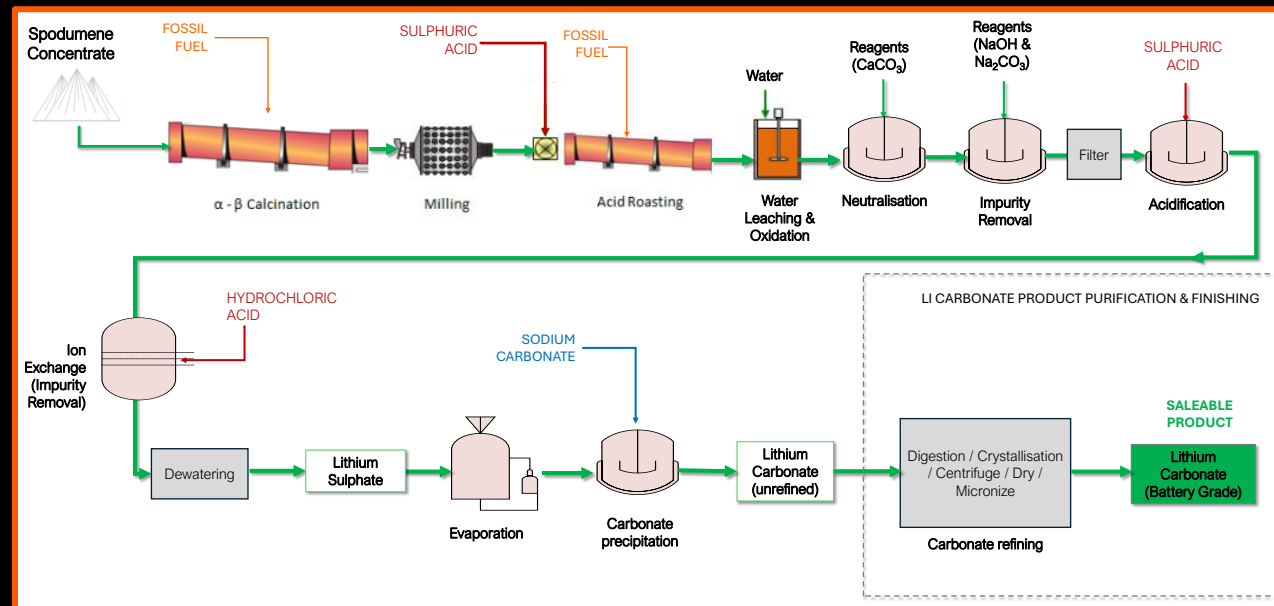 Spodumene
Concentrate
FOSSIL
FUEL
SULPHURIC
ACID
FOSSIL
FUEL
Water
Reagents
(CaCO₃)
Reagents
(NaOH &
Na₂CO₃)
SULPHURIC
ACID
α - β Calcination
Milling
Acid Roasting
Water
Leaching &
Oxidation
Neutralisation
Impurity
Removal
Filter
Acidification
Ion
Exchange
(Impurity
Removal)
HYDROCHLORIC
ACID
SODIUM
CARBONATE
LI CARBONATE PRODUCT PURIFICATION & FINISHING
Dewatering
Lithium
Sulphate
Evaporation
Carbonate
precipitation
Lithium
Carbonate
(unrefined)
Digestion / Crystallisation
/ Centrifuge / Dry /
Micronize
Carbonate refining
SALEABLE
PRODUCT
Lithium
Carbonate
(Battery Grade)